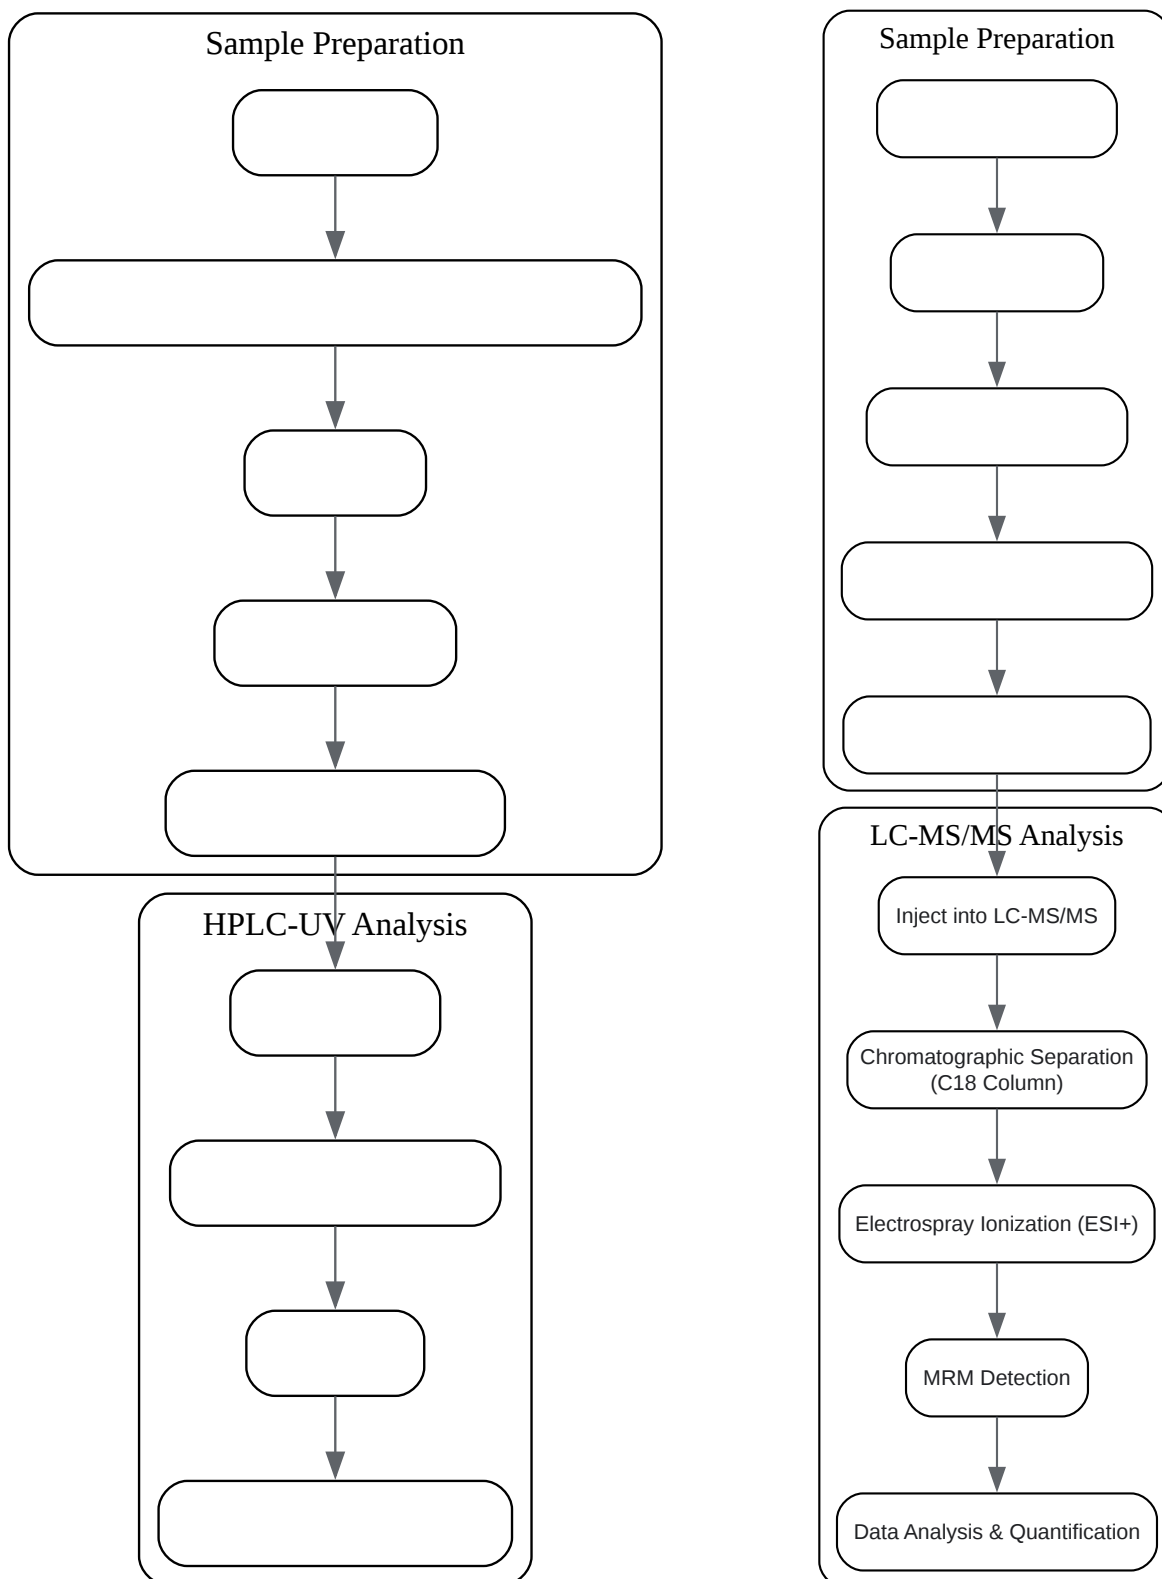 Sample Preparation
HPLC-UV Analysis
Sample Preparation
LC-MS/MS Analysis
Inject into LC-MS/MS
Chromatographic Separation
(C18 Column)
Electrospray Ionization (ESI+)
MRM Detection
Data Analysis & Quantification